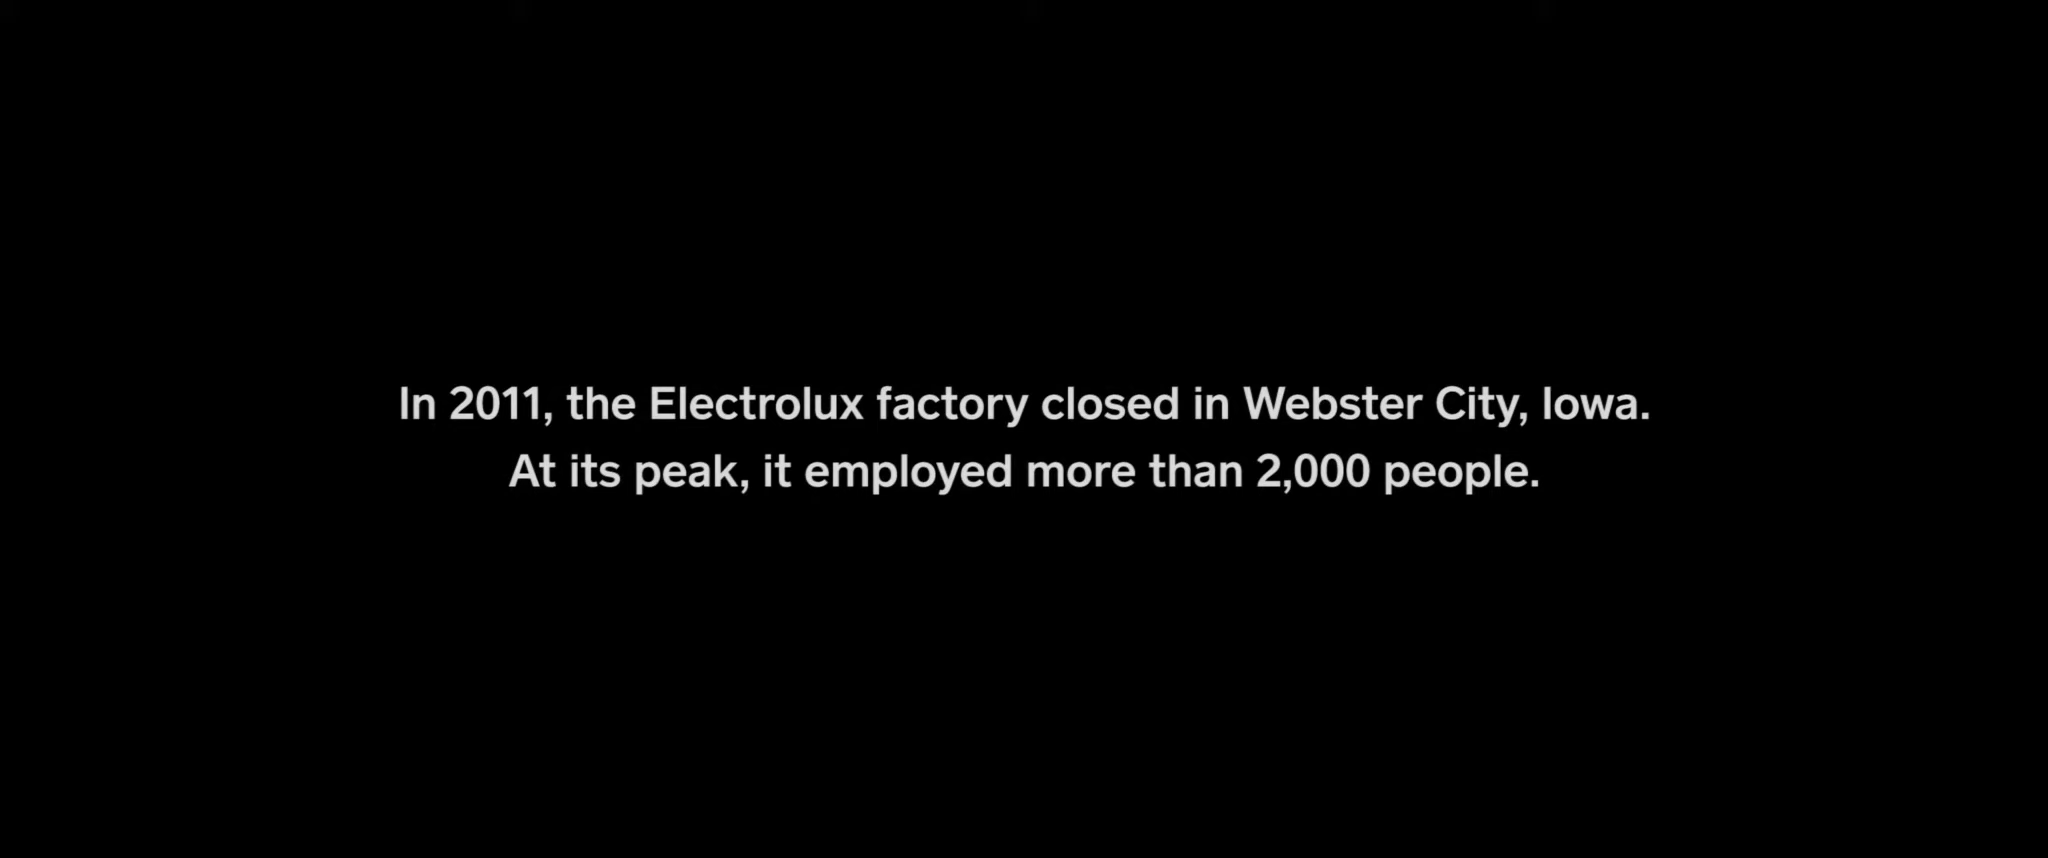 In 2011, the Electrolux factory closed in Webster City, Iowa.
At its peak, it employed more than 2,000 people.